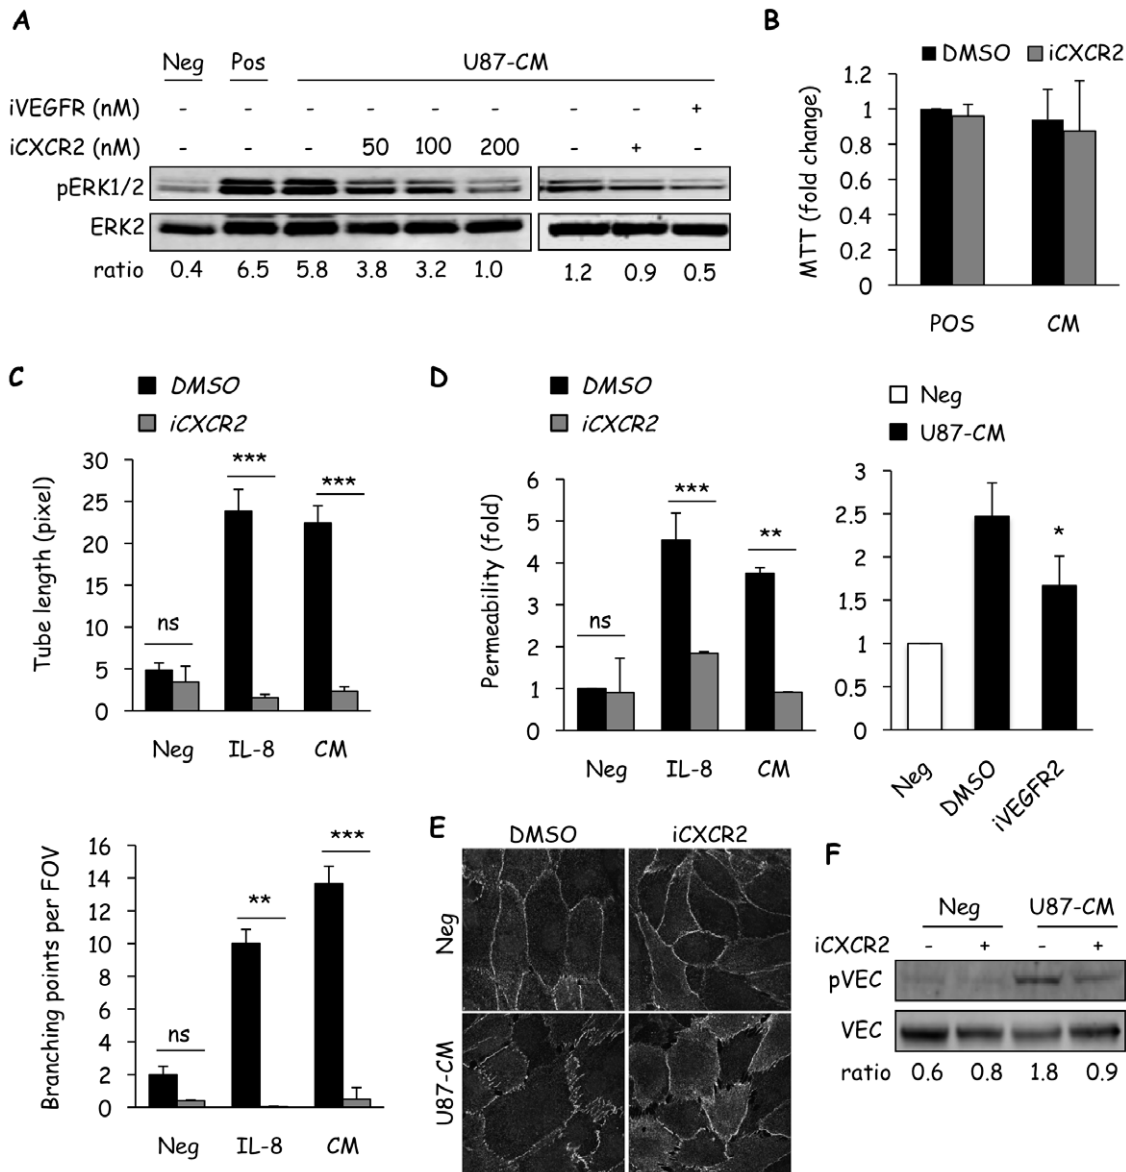 A
Neg Pos U87-CM
iVEGFR (nM) - - - - - - - - +
iCXCR2 (nM) - - - 50 100 200 - + -
pERK1/2
ERK2
ratio 0.4 6.5 5.8 3.8 3.2 1.0 1.2 0.9 0.5
B
DMSO iCXCR2
MTT (fold change)
1.2
1
0.8
0.6
0.4
0.2
0
POS CM
C
DMSO
iCXCR2
Tube length (pixel)
30
25
20
15
10
5
0
ns *** ***
Neg IL-8 CM
Branching points per FOV
16
14
12
10
8
6
4
2
0
ns ** ***
Neg IL-8 CM
D
DMSO
iCXCR2
Permeability (fold)
6
5
4
3
2
1
0
ns *** **
Neg IL-8 CM
Neg
U87-CM
3
2.5
2
1.5
1
0.5
0
*
Neg DMSO iVEGFR2
E
DMSO iCXCR2
Neg
U87-CM
F
Neg U87-CM
iCXCR2 - + - +
pVEC
VEC
ratio 0.6 0.8 1.8 0.9